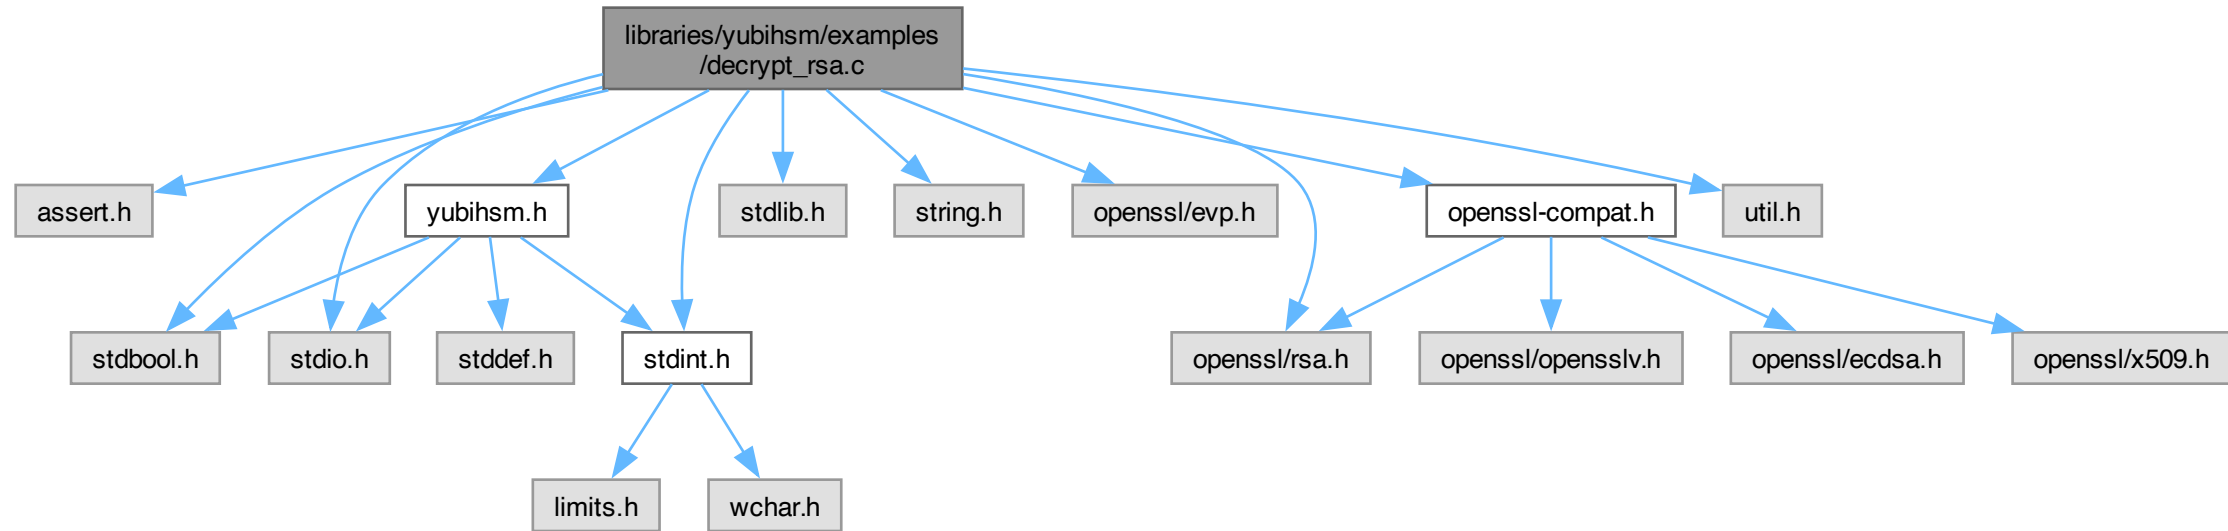 libraries/yubihsm/examples
/decrypt_rsa.c
assert.h
yubihsm.h
stdlib.h
string.h
openssl/evp.h
openssl-compat.h
util.h
stdbool.h
stdio.h
stddef.h
stdint.h
openssl/rsa.h
openssl/opensslv.h
openssl/ecdsa.h
openssl/x509.h
limits.h
wchar.h